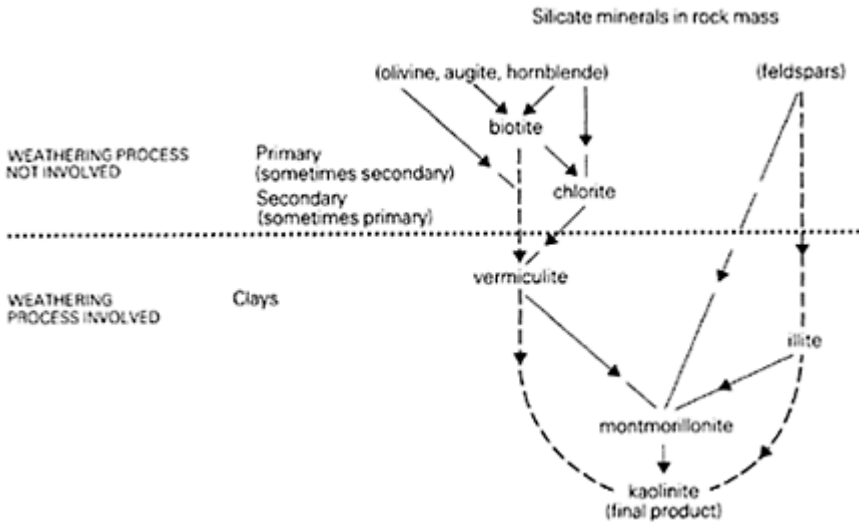 Silicate minerals in rock mass
(olivine, augite, hornblende)
(feldspars)
biotite
WEATHERING PROCESS
NOT INVOLVED
Primary
(sometimes secondary)
chlorite
Secondary
(sometimes primary)
vermiculite
WEATHERING
PROCESS INVOLVED
Clays
illite
montmorillonite
kaolinite
(final product)